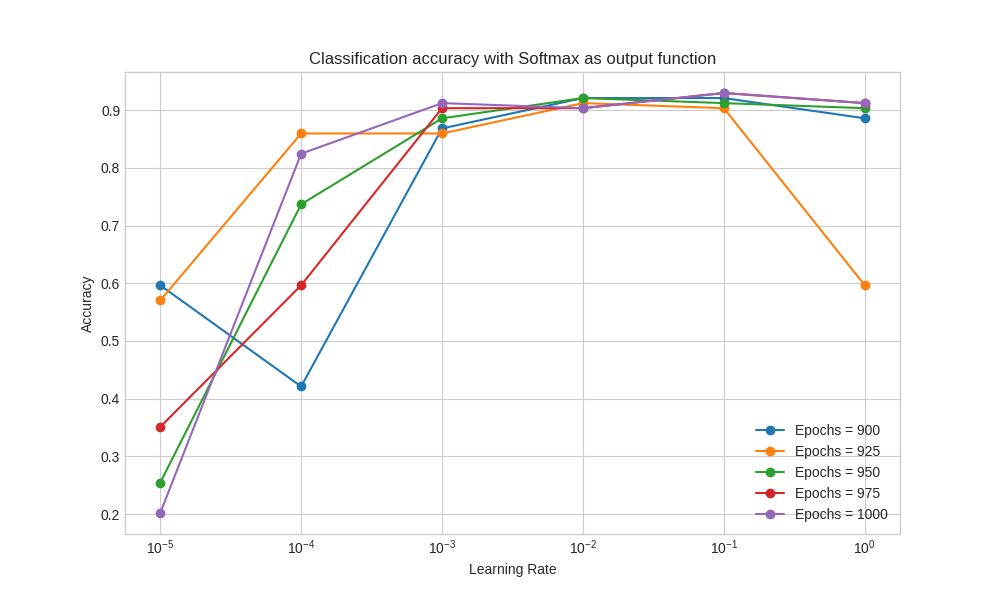 Classification accuracy with Softmax as output function
Accuracy
0.9
0.8
0.7
0.6
0.5
0.4
0.3
0.2
Epochs = 900
Epochs = 925
Epochs = 950
Epochs = 975
Epochs = 1000
10⁻⁵ 10⁻⁴ 10⁻³ 10⁻² 10⁻¹ 10⁰
Learning Rate